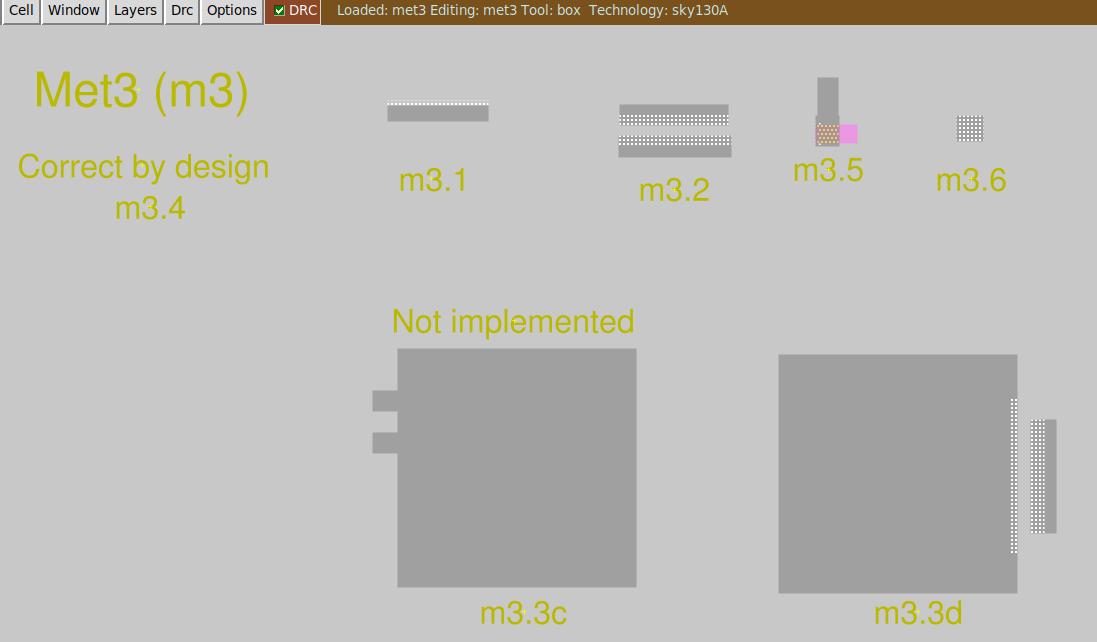 Cell Window Layers Drc Options DRC Loaded: met3 Editing: met3 Tool: box Technology: sky130A
Met3 (m3)
Correct by design
m3.4
m3.1
m3.2
m3.5
m3.6
Not implemented
m3.3c
m3.3d